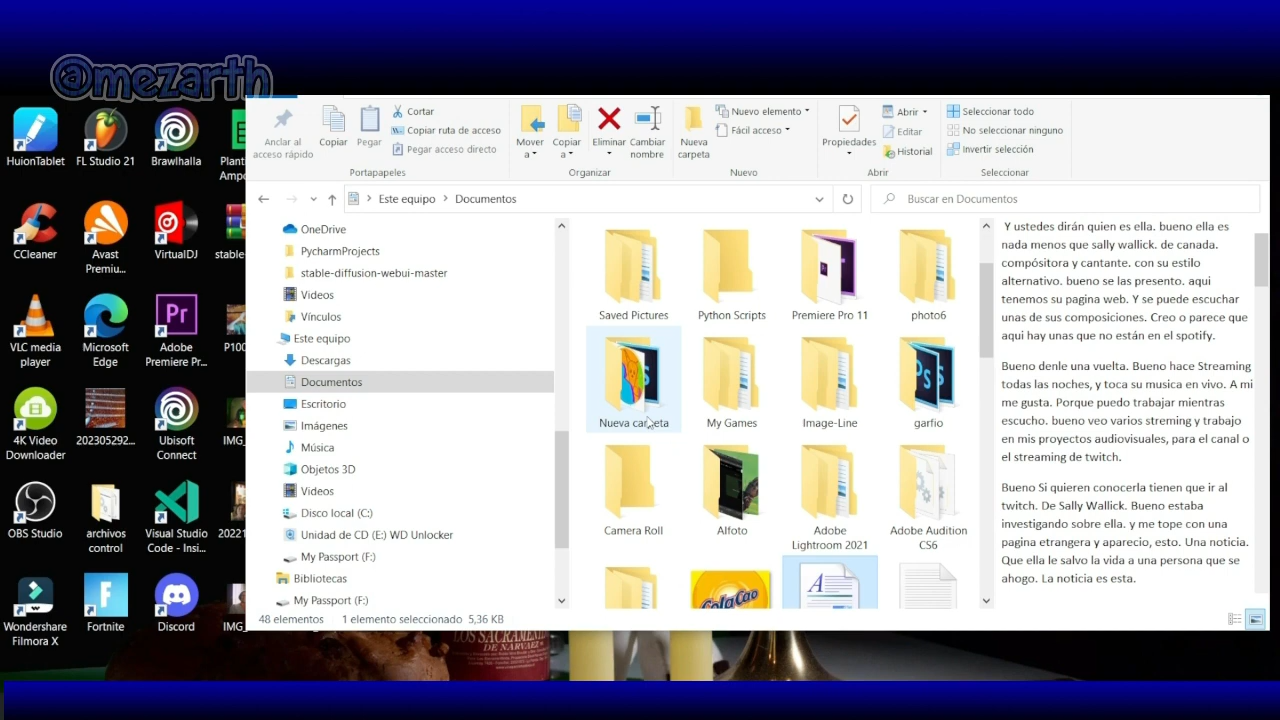 @mezarth
HuionTablet
FL Studio 21
Brawlhalla
Plant
Ampo
CCleaner
Avast
Premiu...
VirtualDJ
stable-
VLC media
player
Microsoft
Edge
Adobe
Premiere Pr...
P100
4K Video
Downloader
202305292...
Ubisoft
Connect
IMG_
OBS Studio
archivos
control
Visual Studio
Code - Insi...
20221
Wondershare
Filmora X
Fortnite
Discord
IMG_
Anclar al
acceso rápido
Copiar
Pegar
Cortar
Copiar ruta de acceso
Pegar acceso directo
Portapapeles
Mover
a
Copiar
a
Eliminar
Cambiar
nombre
Organizar
Nueva
carpeta
Nuevo elemento
Fácil acceso
Nuevo
Propiedades
Abrir
Editar
Historial
Abrir
Seleccionar todo
No seleccionar ninguno
Invertir selección
Seleccionar
Este equipo > Documentos
Buscar en Documentos
OneDrive
PycharmProjects
stable-diffusion-webui-master
Videos
Vínculos
Este equipo
Descargas
Documentos
Escritorio
Imágenes
Música
Objetos 3D
Videos
Disco local (C:)
Unidad de CD (E:) WD Unlocker
My Passport (F:)
Bibliotecas
My Passport (F:)
Saved Pictures
Python Scripts
Premiere Pro 11
photo6
Nueva carpeta
My Games
Image-Line
garfio
Camera Roll
Alfoto
Adobe
Lightroom 2021
Adobe Audition
CS6
ColaCao
Y ustedes dirán quien es ella. bueno ella es
nada menos que sally wallick. de canada.
compósitora y cantante. con su estilo
alternativo. bueno se las presento. aqui
tenemos su pagina web. Y se puede escuchar
unas de sus composiciones. Creo o parece que
aqui hay unas que no están en el spotify.
Bueno denle una vuelta. Bueno hace Streaming
todas las noches, y toca su musica en vivo. A mi
me gusta. Porque puedo trabajar mientras
escucho. bueno veo varios streming y trabajo
en mis proyectos audiovisuales, para el canal o
el streaming de twitch.
Bueno Si quieren conocerla tienen que ir al
twitch. De Sally Wallick. Bueno estaba
investigando sobre ella. y me tope con una
pagina etrangera y aparecio, esto. Una noticia.
Que ella le salvo la vida a una persona que se
ahogo. La noticia es esta.
48 elementos
1 elemento seleccionado 5,36 KB
LOS SACRAMENTOS
DE NARVAEZ